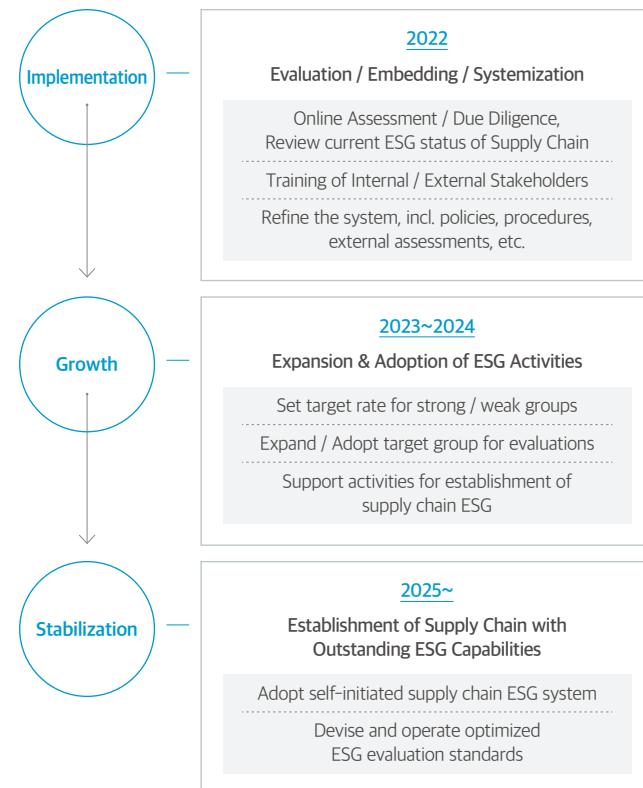 Implementation
2022
Evaluation / Embedding / Systemization
Online Assessment / Due Diligence,
Review current ESG status of Supply Chain
Training of Internal / External Stakeholders
Refine the system, incl. policies, procedures,
external assessments, etc.
Growth
2023~2024
Expansion & Adoption of ESG Activities
Set target rate for strong / weak groups
Expand / Adopt target group for evaluations
Support activities for establishment of
supply chain ESG
Stabilization
2025~
Establishment of Supply Chain with
Outstanding ESG Capabilities
Adopt self-initiated supply chain ESG system
Devise and operate optimized
ESG evaluation standards